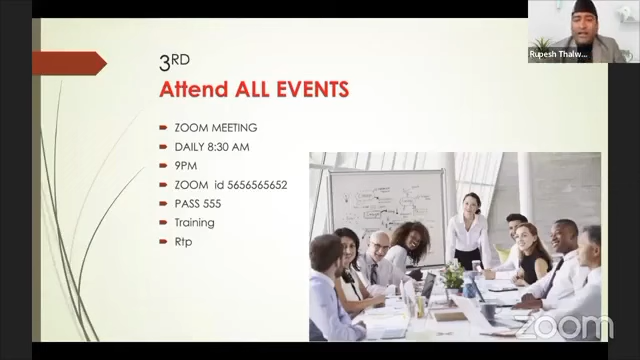 3RD
Attend ALL EVENTS
ZOOM MEETING
DAILY 8:30 AM
9PM
ZOOM id 5656565652
PASS 555
Training
Rtp
Rupesh Thalw...
zoom